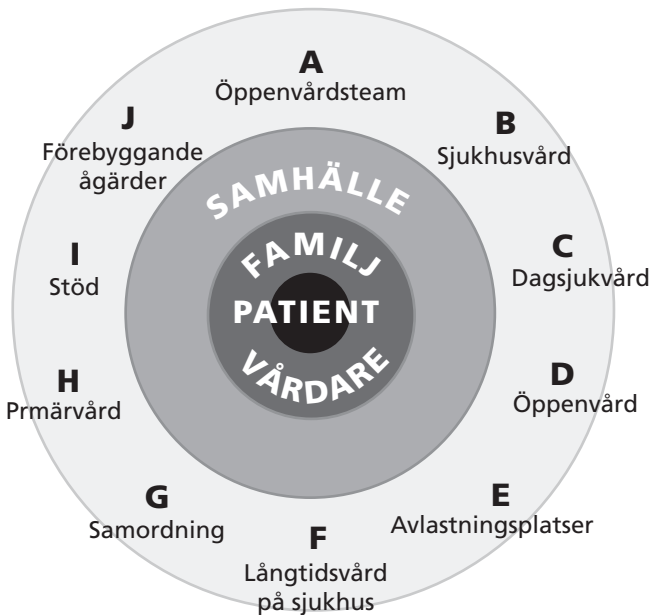 A
Öppenvårdsteam
B
Sjukhusvård
C
Dagsjukvård
D
Öppenvård
E
Avlastningsplatser
F
Långtidsvård
på sjukhus
G
Samordning
H
Prmärvård
I
Stöd
J
Förebyggande
ågärder
SAMHÄLLE
FAMILJ
PATIENT
VÅRDARE